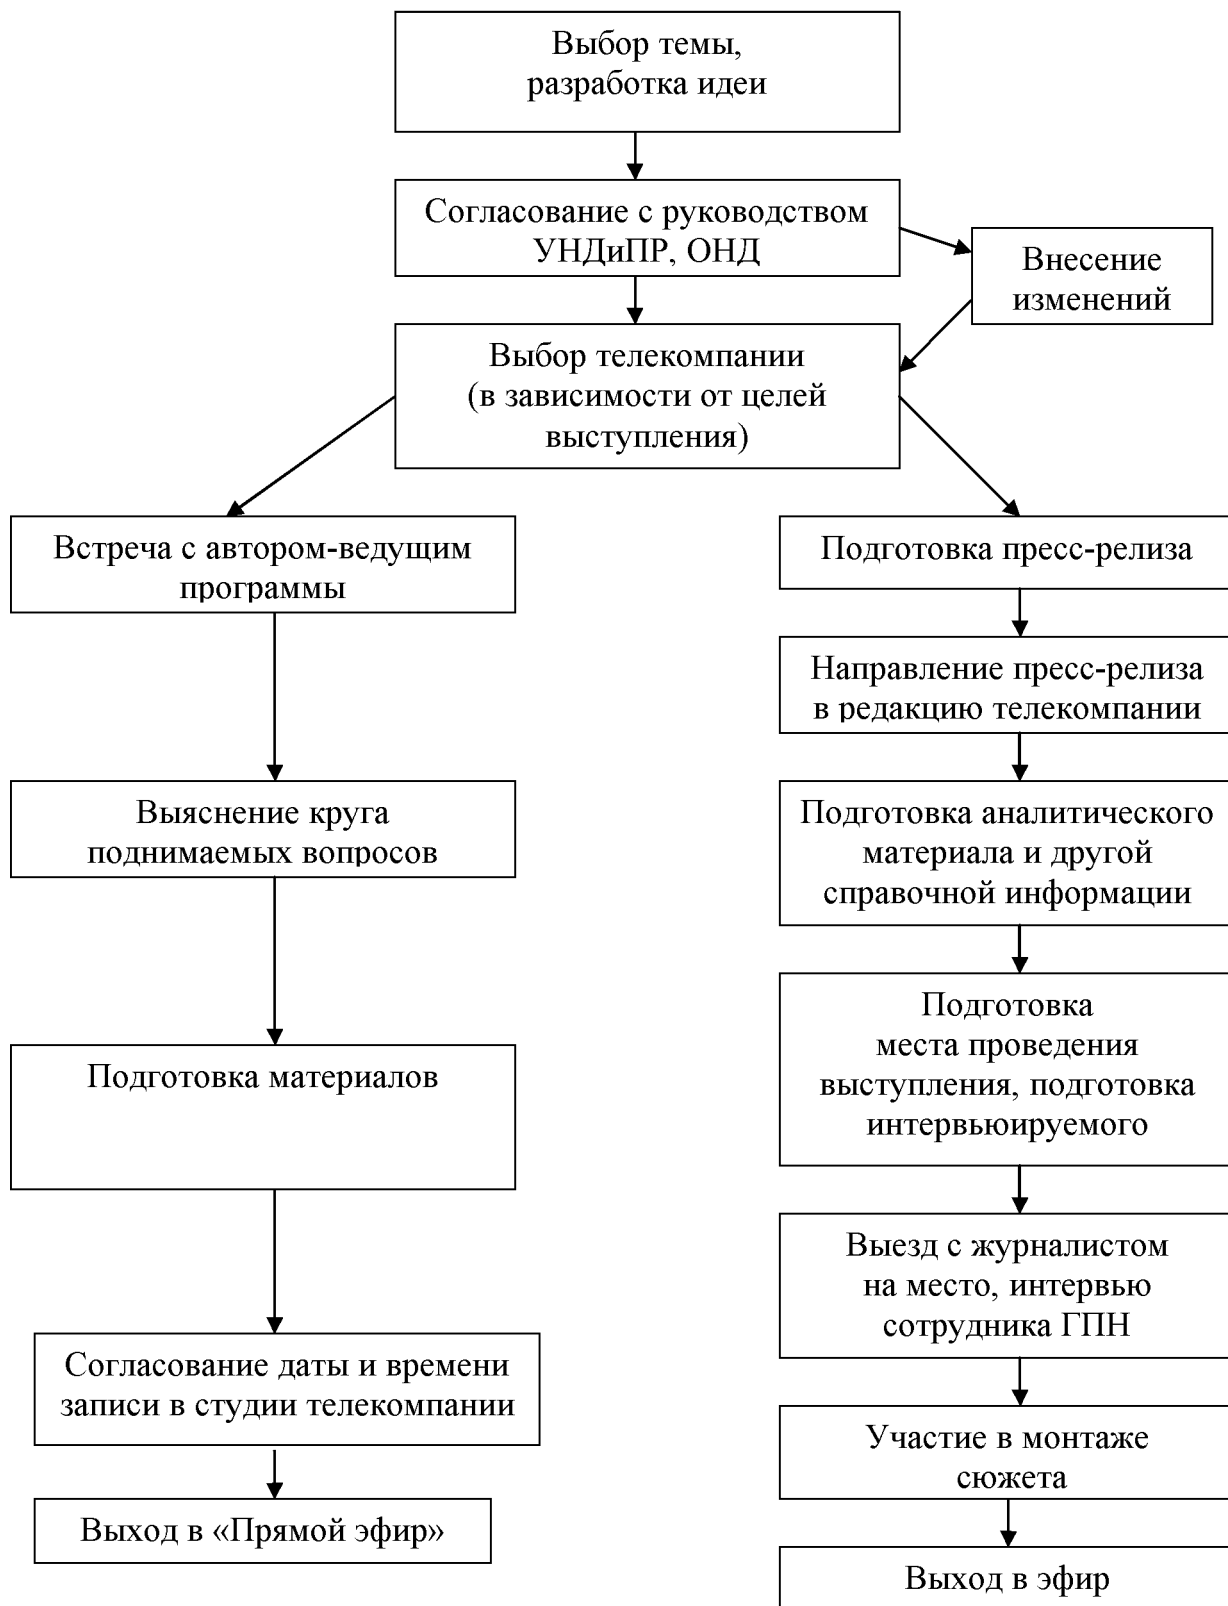 Выбор темы,
разработка идеи
Согласование с руководством
УНДиПР, ОНД
Внесение
изменений
Выбор телекомпании
(в зависимости от целей
выступления)
Встреча с автором-ведущим
программы
Выяснение круга
поднимаемых вопросов
Подготовка материалов
Согласование даты и времени
записи в студии телекомпании
Выход в «Прямой эфир»
Подготовка пресс-релиза
Направление пресс-релиза
в редакцию телекомпании
Подготовка аналитического
материала и другой
справочной информации
Подготовка
места проведения
выступления, подготовка
интервьюируемого
Выезд с журналистом
на место, интервью
сотрудника ГПН
Участие в монтаже
сюжета
Выход в эфир